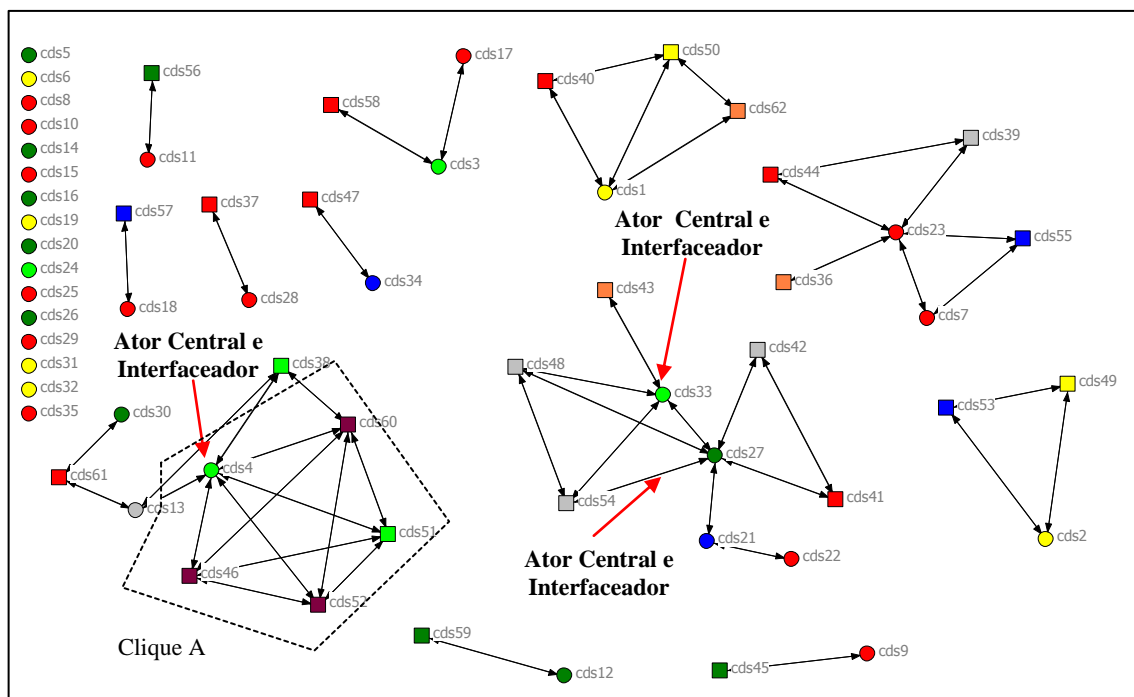 cds5
cds6
cds8
cds10
cds14
cds15
cds16
cds19
cds20
cds24
cds25
cds26
cds29
cds31
cds32
cds35
cds56
cds11
cds58
cds17
cds3
cds57
cds18
cds37
cds28
cds47
cds34
cds40
cds50
cds62
cds1
Ator Central e
Interfaceador
cds39
cds44
cds23
cds55
cds36
cds7
cds43
cds48
cds33
cds42
cds27
cds54
cds41
cds21
cds22
Ator Central e
Interfaceador
cds49
cds53
cds2
Ator Central e
Interfaceador
cds38
cds30
cds60
cds4
cds61
cds13
cds51
cds46
cds52
Clique A
cds59
cds12
cds45
cds9